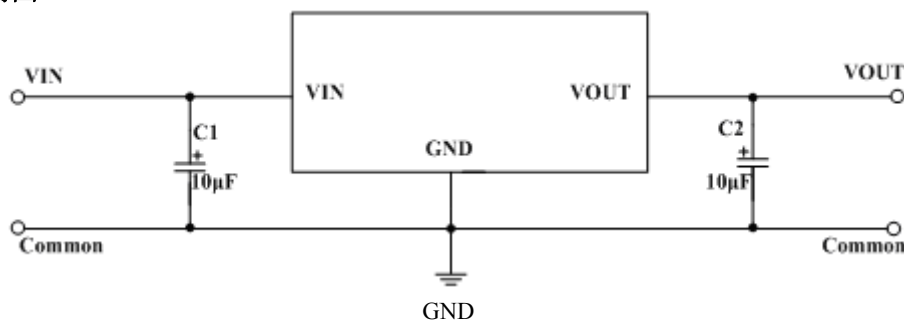 VIN VOUT
VIN VOUT
C1 C2
+ +
GND
10μF 10μF
Common Common
GND